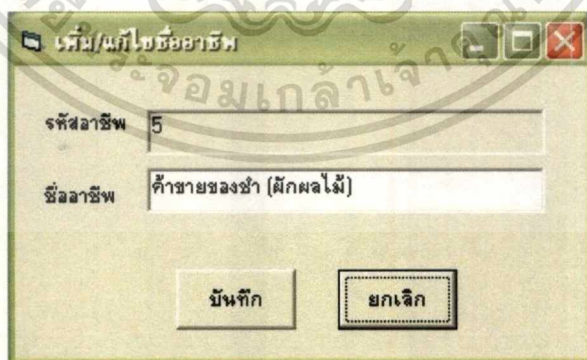 เพิ่ม/แก้ไขชื่ออาชีพ
รหัสอาชีพ 5
ชื่ออาชีพ ค้าขายของชำ (ผักผลไม้)
บันทึก ยกเลิก